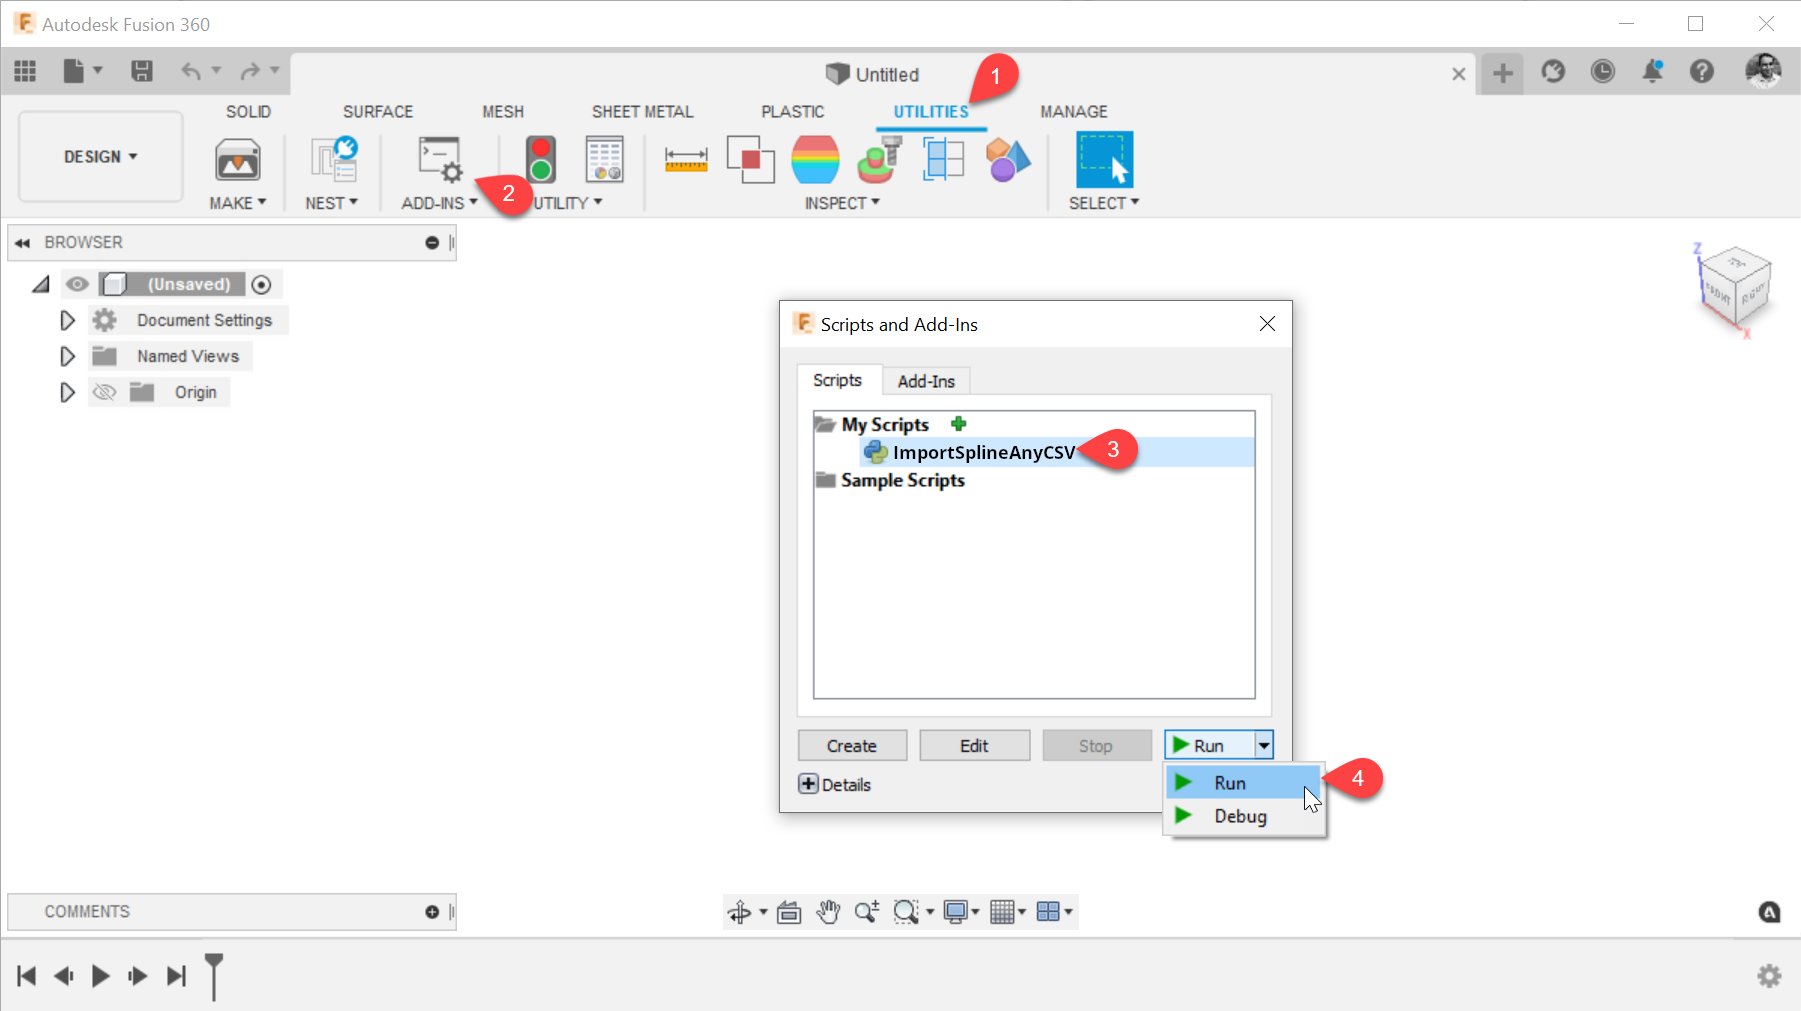 Autodesk Fusion 360
Untitled
1
SOLID
SURFACE
MESH
SHEET METAL
PLASTIC
UTILITIES
MANAGE
DESIGN
MAKE
NEST
ADD-INS
2
UTILITY
INSPECT
SELECT
BROWSER
(Unsaved)
Document Settings
Named Views
Origin
Z
FRONT
RIGHT
X
Scripts and Add-Ins
Scripts
Add-Ins
My Scripts
ImportSplineAnyCSV
3
Sample Scripts
Create
Edit
Stop
Run
Details
Run
4
Debug
COMMENTS